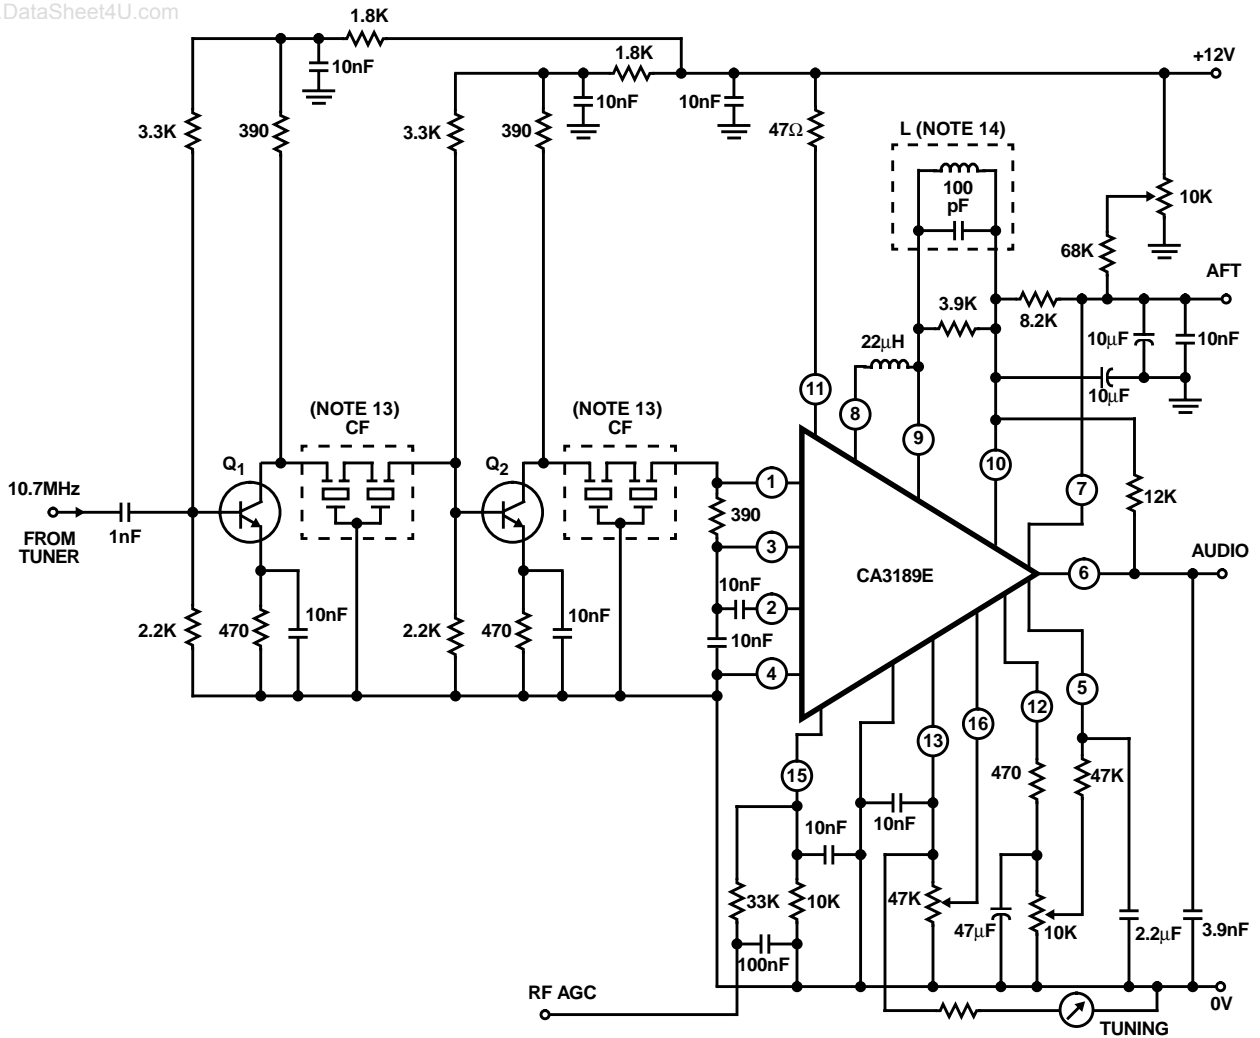 .DataSheet4U.com
1.8K
10nF
1.8K
10nF
10nF
+12V
3.3K
390
3.3K
390
47Ω
L (NOTE 14)
100
pF
10K
68K
AFT
3.9K
8.2K
10µF
10nF
22µH
10µF
11
8
9
10
7
12K
(NOTE 13)
CF
(NOTE 13)
CF
Q1
Q2
10.7MHz
FROM
TUNER
1nF
1
390
3
10nF
2
10nF
4
CA3189E
6
AUDIO
2.2K
470
10nF
2.2K
470
10nF
5
12
16
13
15
470
47K
10nF
10nF
33K
10K
47K
47µF
10K
2.2µF
3.9nF
100nF
RF AGC
0V
TUNING